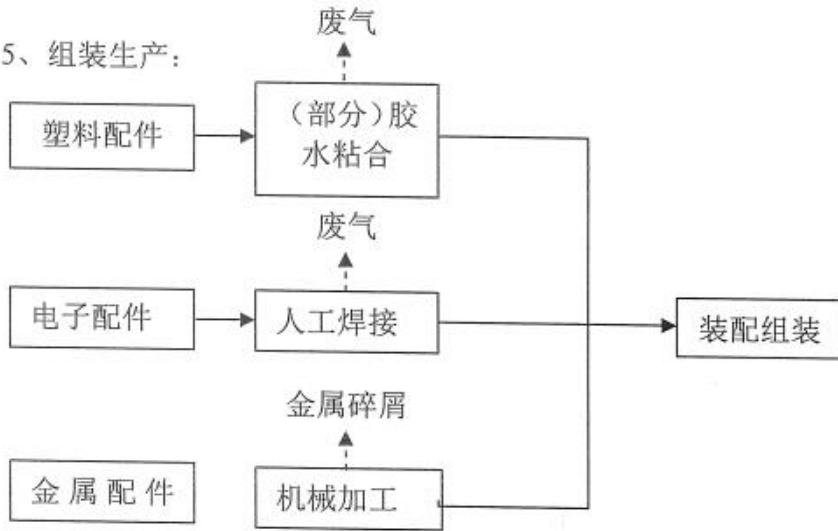 废气
5、组装生产：
塑料配件
（部分）胶
水粘合
废气
电子配件
人工焊接
装配组装
金属碎屑
金属配件
机械加工